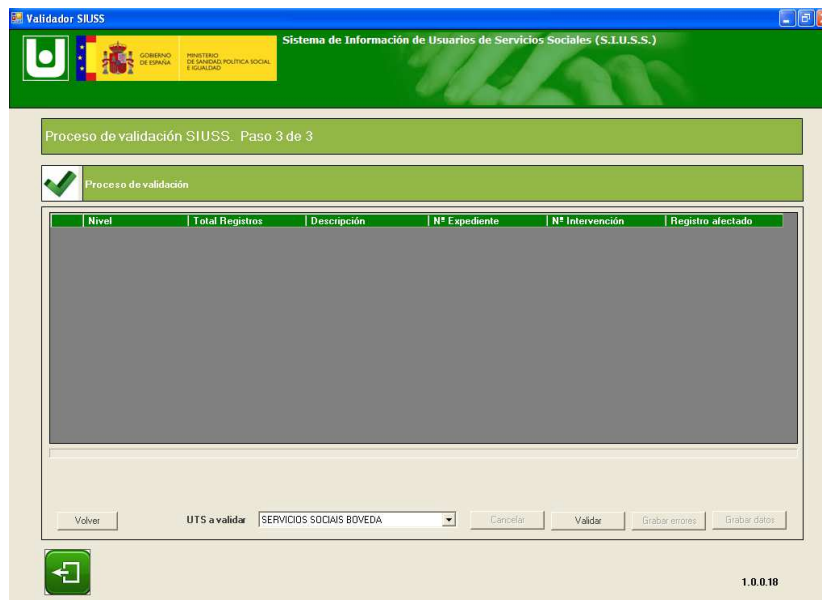 Validador SIUSS
Sistema de Información de Usuarios de Servicios Sociales (S.I.U.S.S.)
GOBIERNO
DE ESPAÑA
MINISTERIO
DE SANIDAD, POLÍTICA SOCIAL
E IGUALDAD
Proceso de validación SIUSS. Paso 3 de 3
Proceso de validación
Nivel Total Registros Descripción Nº Expediente Nº Intervención Registro afectado
Volver UTS a validar SERVICIOS SOCIAIS BOVEDA Cancelar Validar Grabar errores Grabar datos
1.0.0.18